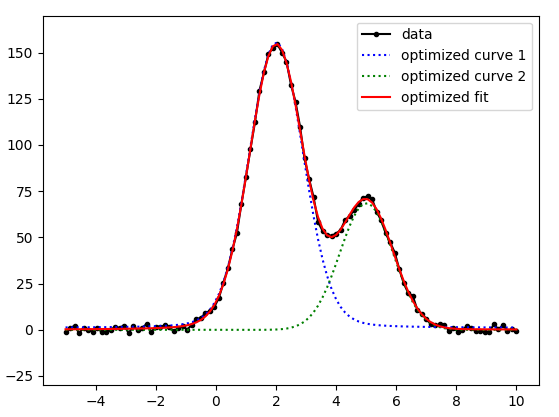 data
optimized curve 1
optimized curve 2
optimized fit
150
125
100
75
50
25
0
−25
−4 −2 0 2 4 6 8 10